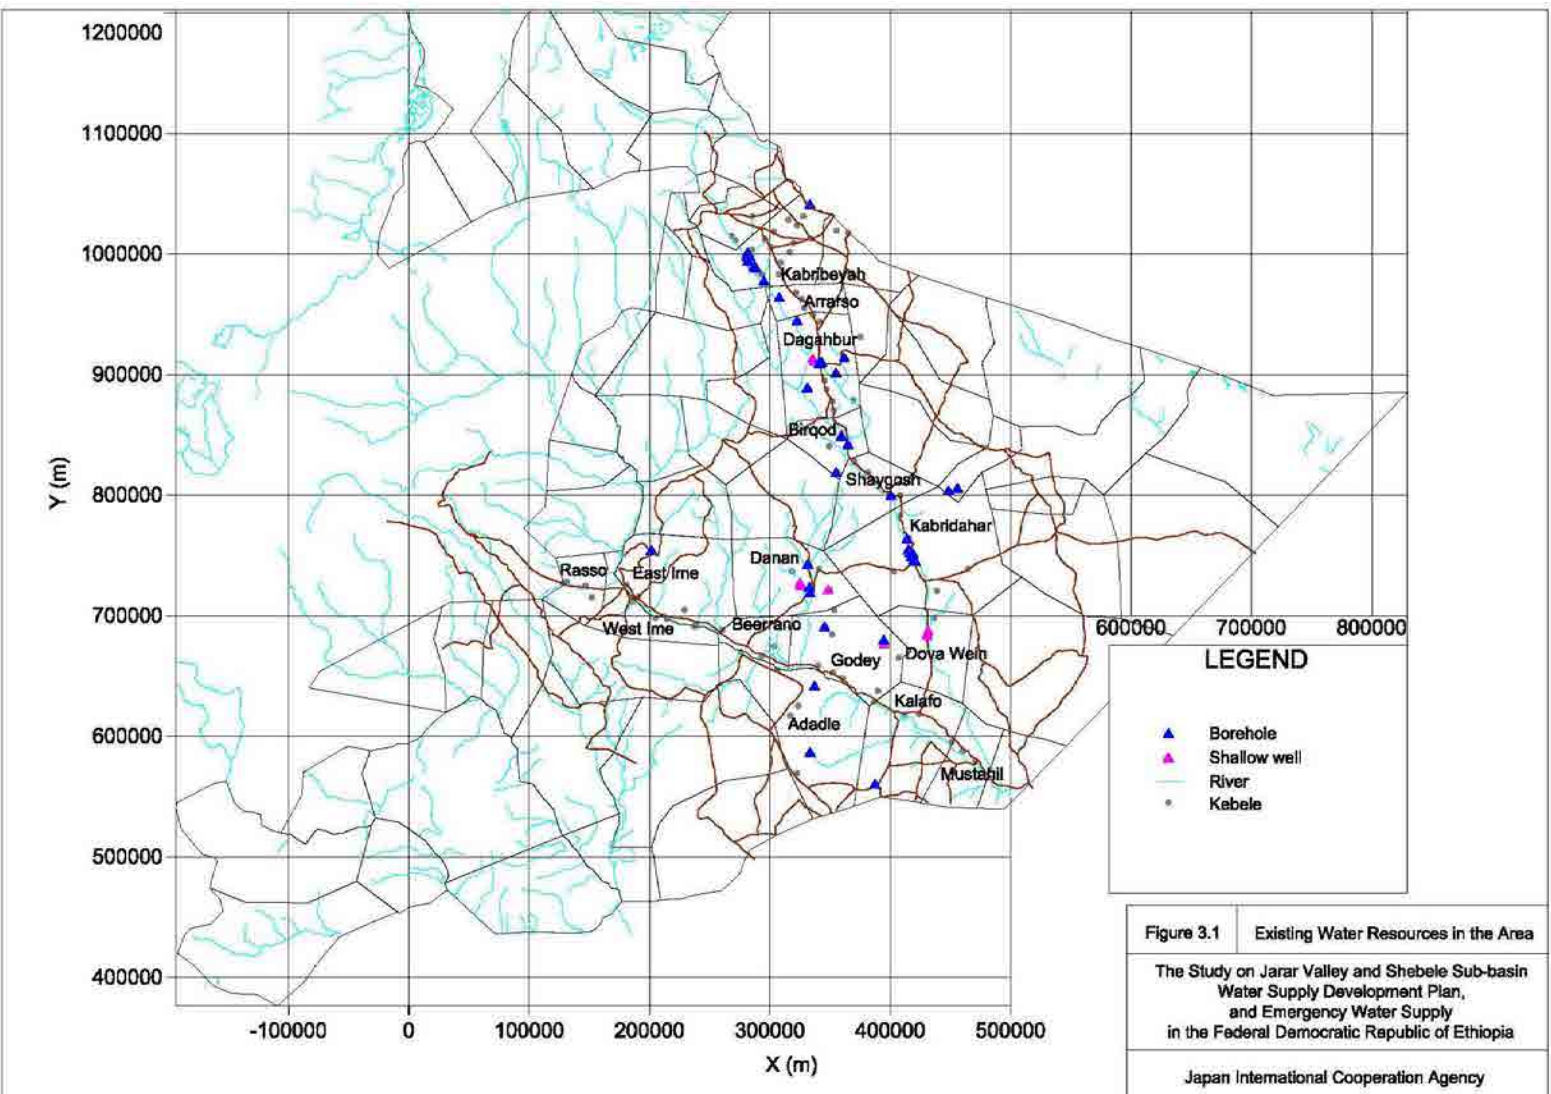 1200000
1100000
1000000
900000
800000
700000
600000
500000
400000
Y (m)
Kabribeyah
Arrarso
Dagahbur
Birqod
Shaygosh
Kabridahar
Danan
Rasso
East Ime
West Ime
Beerrano
Godey
Dova Wein
Kalafo
Adadle
Mustahil
600000 700000 800000
LEGEND
Borehole
Shallow well
River
Kebele
-100000 0 100000 200000 300000 400000 500000
X (m)
Figure 3.1 Existing Water Resources in the Area
The Study on Jarar Valley and Shebele Sub-basin
Water Supply Development Plan,
and Emergency Water Supply
in the Federal Democratic Republic of Ethiopia
Japan International Cooperation Agency